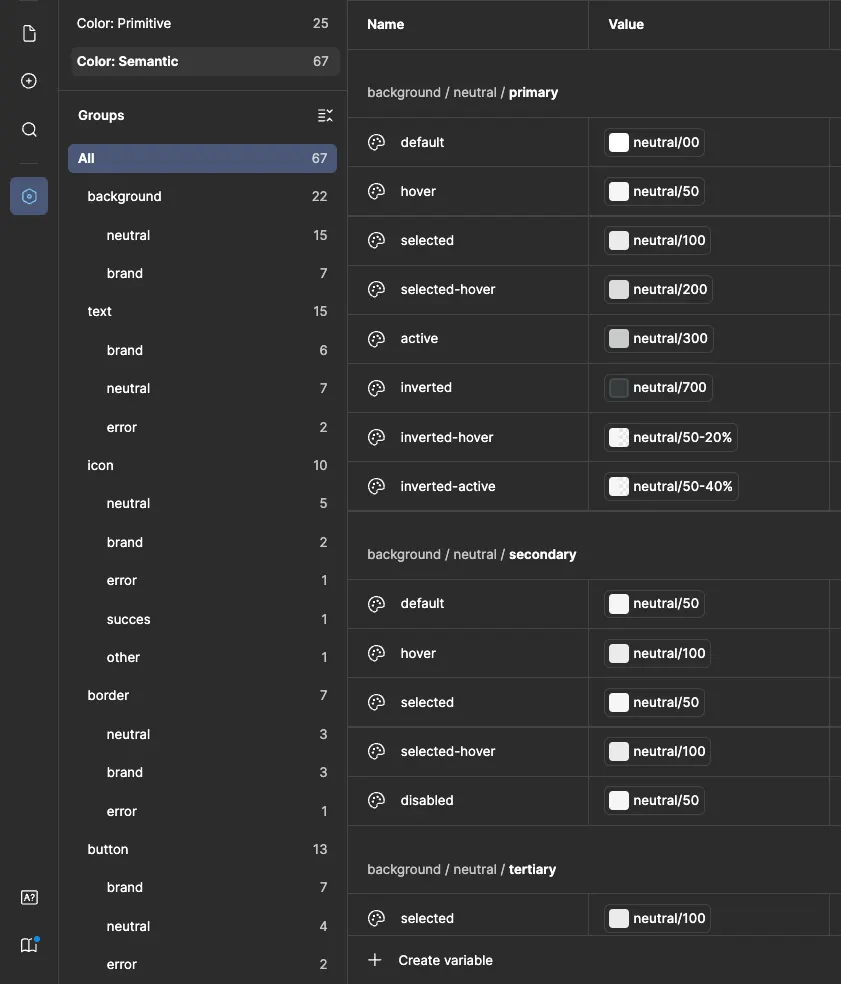 Color: Primitive 25
Color: Semantic 67
Groups
All 67
background 22
neutral 15
brand 7
text 15
brand 6
neutral 7
error 2
icon 10
neutral 5
brand 2
error 1
succes 1
other 1
border 7
neutral 3
brand 3
error 1
button 13
brand 7
neutral 4
error 2
A?
Name Value
background / neutral / primary
default neutral/00
hover neutral/50
selected neutral/100
selected-hover neutral/200
active neutral/300
inverted neutral/700
inverted-hover neutral/50-20%
inverted-active neutral/50-40%
background / neutral / secondary
default neutral/50
hover neutral/100
selected neutral/50
selected-hover neutral/100
disabled neutral/50
background / neutral / tertiary
selected neutral/100
Create variable